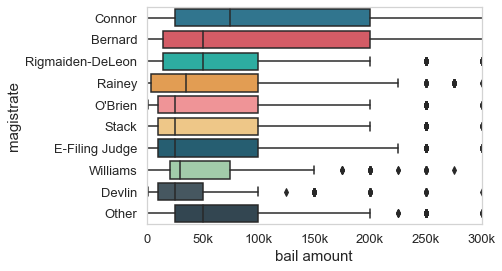 Connor
Bernard
Rigmaiden-DeLeon
Rainey
O'Brien
Stack
E-Filing Judge
Williams
Devlin
Other
magistrate
0 50k 100k 150k 200k 250k 300k
bail amount